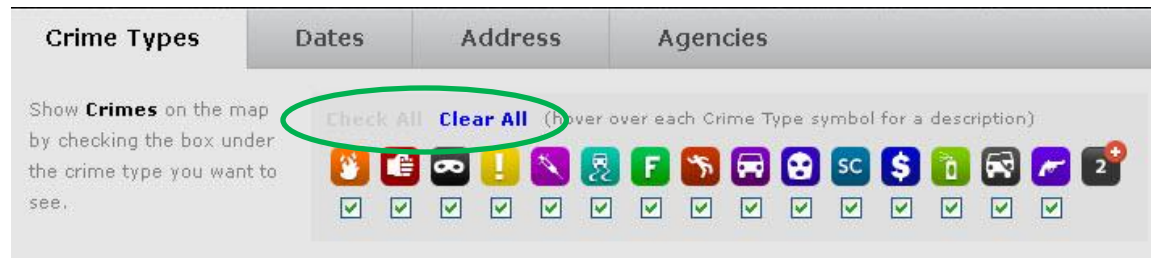 Crime Types Dates Address Agencies
Show Crimes on the map
by checking the box under
the crime type you want to
see.
Check All Clear All (hover over each Crime Type symbol for a description)
! F SC $ 2 +